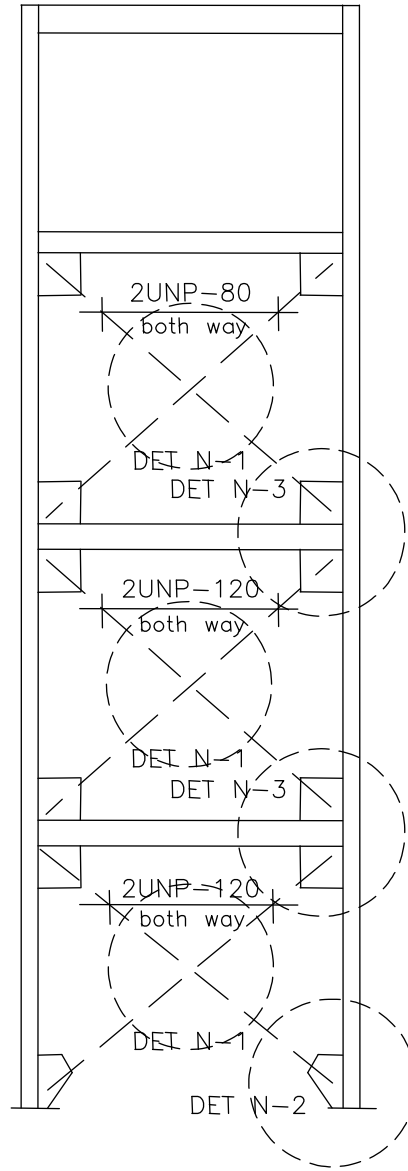 2UNP-80
both way
DET N-1
DET N-3
2UNP-120
both way
DET N-1
DET N-3
2UNP-120
both way
DET N-1
DET N-2